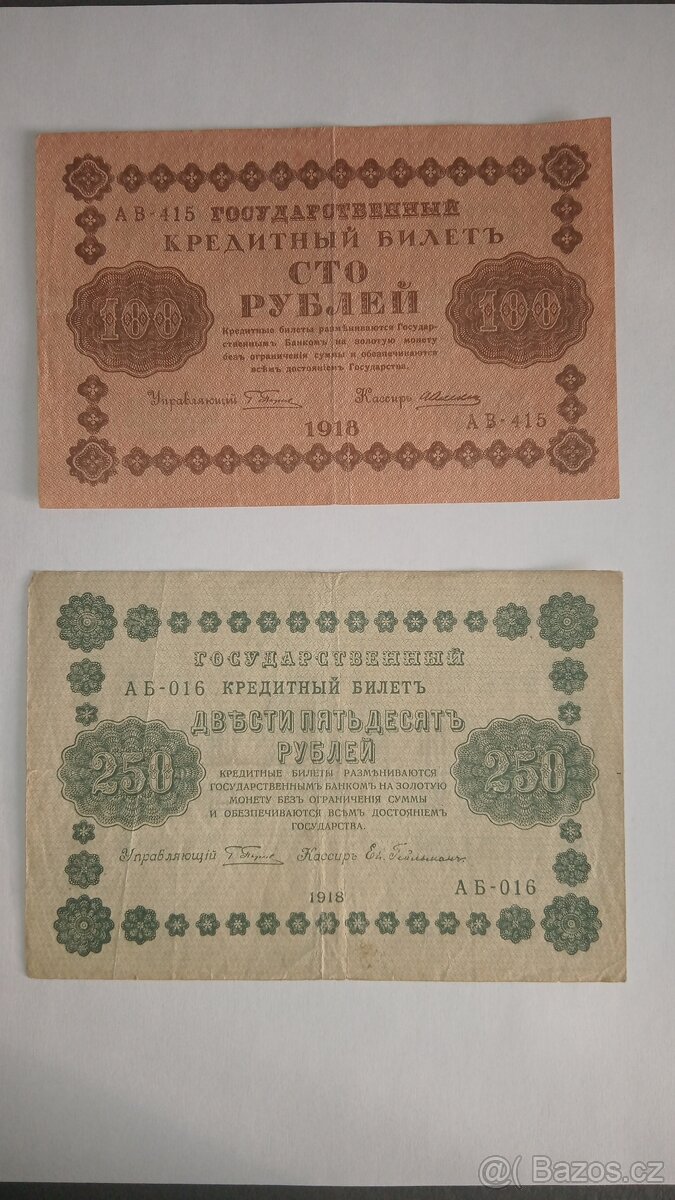 АВ-415 ГОСУДАРСТВЕННЫЙ
КРЕДИТНЫЙ БИЛЕТЪ
СТО
РУБЛЕЙ
100
100
Кредитные билеты размѣниваются Государ-
ственнымъ Банкомъ на золотую монету
безъ ограниченія суммы и обезпечиваются
всѣмъ достояніемъ Государства.
Управляющій
Кассиръ
1918
АВ-415
ГОСУДАРСТВЕННЫЙ
АБ-016 КРЕДИТНЫЙ БИЛЕТЪ
ДВѢСТИ ПЯТЬДЕСЯТЪ
РУБЛЕЙ
250
250
КРЕДИТНЫЕ БИЛЕТЫ РАЗМѢНИВАЮТСЯ
ГОСУДАРСТВЕННЫМЪ БАНКОМЪ НА ЗОЛОТУЮ
МОНЕТУ БЕЗЪ ОГРАНИЧЕНІЯ СУММЫ
И ОБЕЗПЕЧИВАЮТСЯ ВСѢМЪ ДОСТОЯНІЕМЪ
ГОСУДАРСТВА.
Управляющій
Кассиръ
1918
АБ-016
@( Bazos.cz